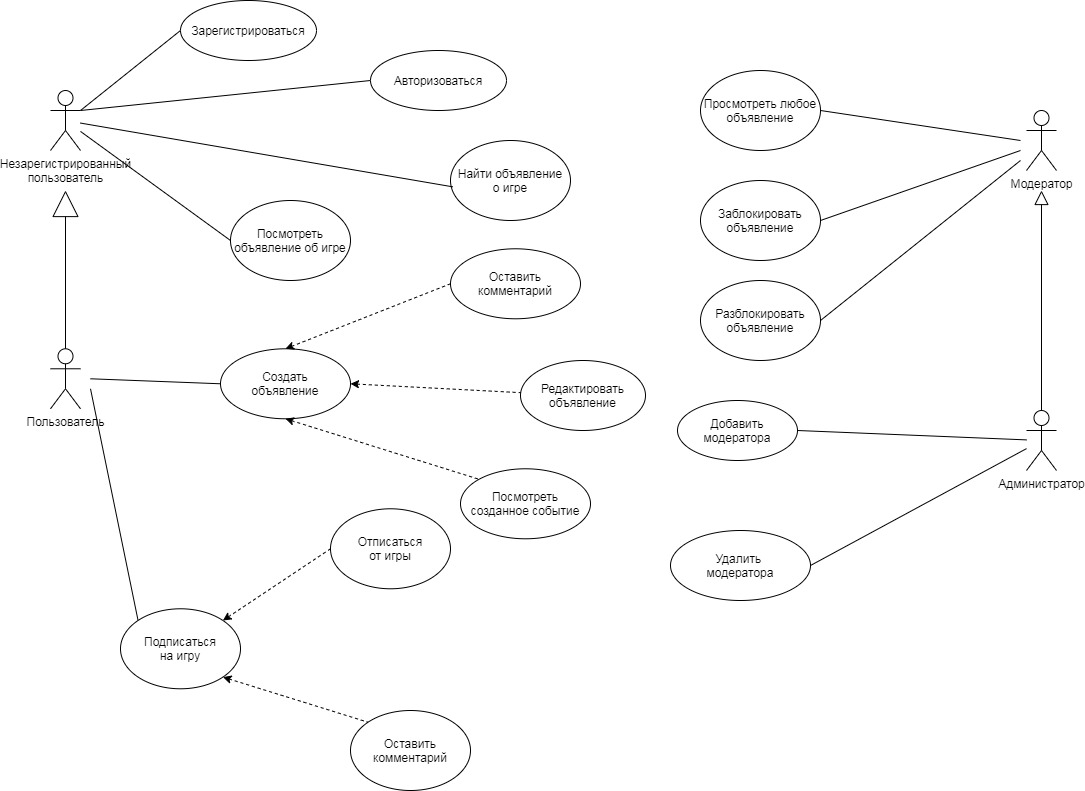 Зарегистрироваться
Авторизоваться
Незарегистрированный
пользователь
Найти объявление
о игре
Посмотреть
объявление об игре
Оставить
комментарий
Создать
объявление
Редактировать
объявление
Пользователь
Посмотреть
созданное событие
Отписаться
от игры
Подписаться
на игру
Оставить
комментарий
Просмотреть любое
объявление
Модератор
Заблокировать
объявление
Разблокировать
объявление
Добавить
модератора
Администратор
Удалить
модератора